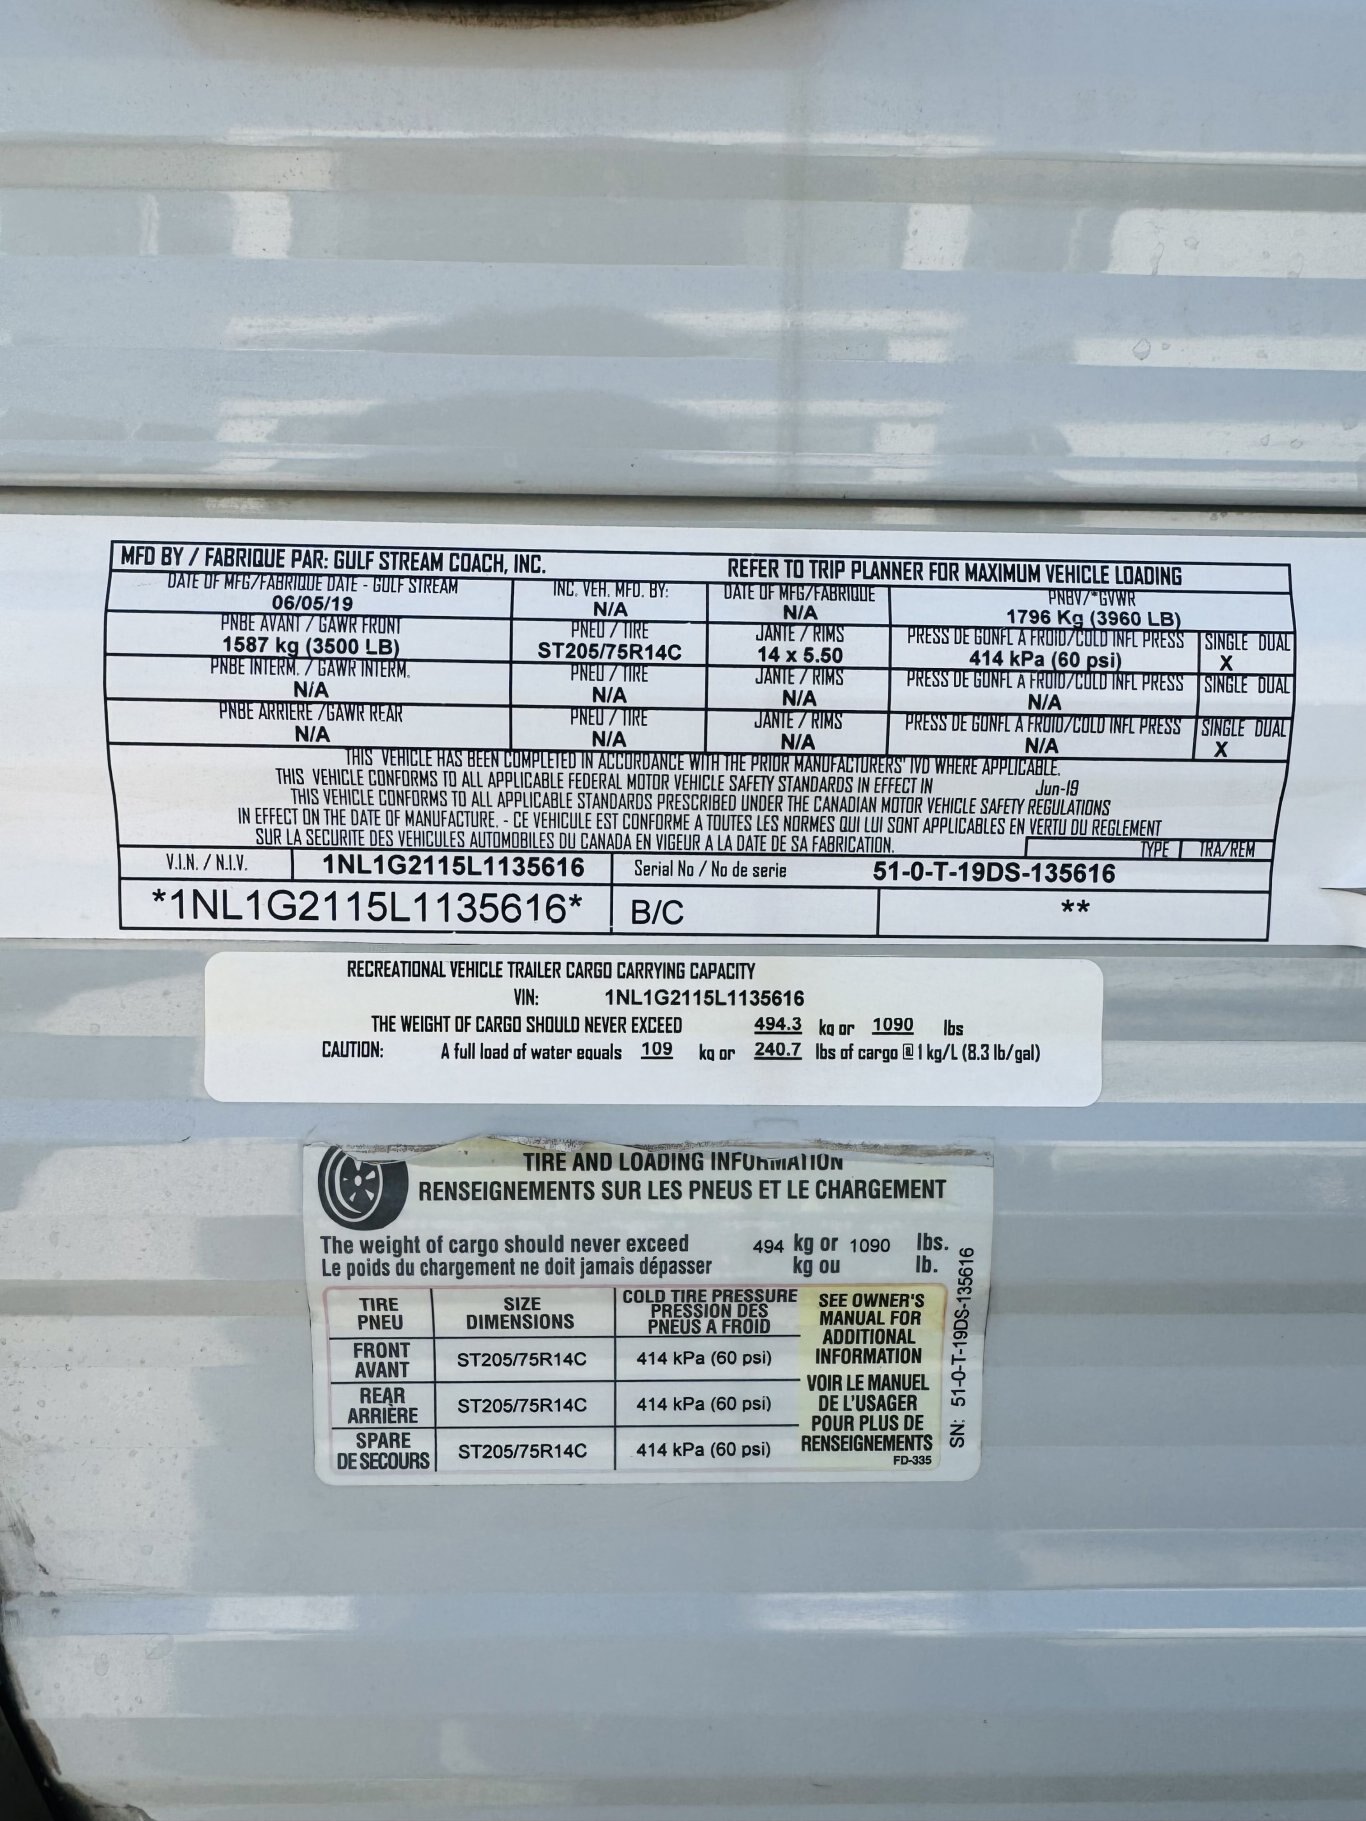 MFD BY / FABRIQUE PAR: GULF STREAM COACH, INC. REFER TO TRIP PLANNER FOR MAXIMUM VEHICLE LOADING
DATE OF MFG/FABRIQUE DATE - GULF STREAM INC. VEH. MFD. BY: DATE OF MFG/FABRIQUE PNBV/*GVWR
06/05/19 N/A N/A 1796 Kg (3960 LB)
PNBE AVANT / GAWR FRONT PNEU / TIRE JANTE / RIMS PRESS DE GONFL A FROID/COLD INFL PRESS SINGLE DUAL
1587 kg (3500 LB) ST205/75R14C 14 x 5.50 414 kPa (60 psi) X
PNBE INTERM. / GAWR INTERM. PNEU / TIRE JANTE / RIMS PRESS DE GONFL A FROID/COLD INFL PRESS SINGLE DUAL
N/A N/A N/A N/A
PNBE ARRIERE /GAWR REAR PNEU / TIRE JANTE / RIMS PRESS DE GONFL A FROID/COLD INFL PRESS SINGLE DUAL
N/A N/A N/A N/A X
THIS VEHICLE HAS BEEN COMPLETED IN ACCORDANCE WITH THE PRIOR MANUFACTURERS' IVD WHERE APPLICABLE.
THIS VEHICLE CONFORMS TO ALL APPLICABLE FEDERAL MOTOR VEHICLE SAFETY STANDARDS IN EFFECT IN Jun-19
THIS VEHICLE CONFORMS TO ALL APPLICABLE STANDARDS PRESCRIBED UNDER THE CANADIAN MOTOR VEHICLE SAFETY REGULATIONS
IN EFFECT ON THE DATE OF MANUFACTURE. - CE VEHICULE EST CONFORME A TOUTES LES NORMES QUI LUI SONT APPLICABLES EN VERTU DU REGLEMENT
SUR LA SECURITE DES VEHICULES AUTOMOBILES DU CANADA EN VIGEUR A LA DATE DE SA FABRICATION. TYPE TRA/REM
V.I.N. / N.I.V. 1NL1G2115L1135616 Serial No / No de serie 51-0-T-19DS-135616
*1NL1G2115L1135616* B/C **
RECREATIONAL VEHICLE TRAILER CARGO CARRYING CAPACITY
VIN: 1NL1G2115L1135616
THE WEIGHT OF CARGO SHOULD NEVER EXCEED 494.3 kg or 1090 lbs
CAUTION: A full load of water equals 109 kg or 240.7 lbs of cargo @ 1 kg/L (8.3 lb/gal)
TIRE AND LOADING INFORMATION
RENSEIGNEMENTS SUR LES PNEUS ET LE CHARGEMENT
The weight of cargo should never exceed 494 kg or 1090 lbs.
Le poids du chargement ne doit jamais dépasser kg ou lb.
TIRE SIZE COLD TIRE PRESSURE
PNEU DIMENSIONS PRESSION DES
PNEUS A FROID
FRONT ST205/75R14C 414 kPa (60 psi)
AVANT
REAR ST205/75R14C 414 kPa (60 psi)
ARRIÈRE
SPARE ST205/75R14C 414 kPa (60 psi)
DE SECOURS
SEE OWNER'S
MANUAL FOR
ADDITIONAL
INFORMATION
VOIR LE MANUEL
DE L'USAGER
POUR PLUS DE
RENSEIGNEMENTS
FD-335
SN: 51-0-T-19DS-135616